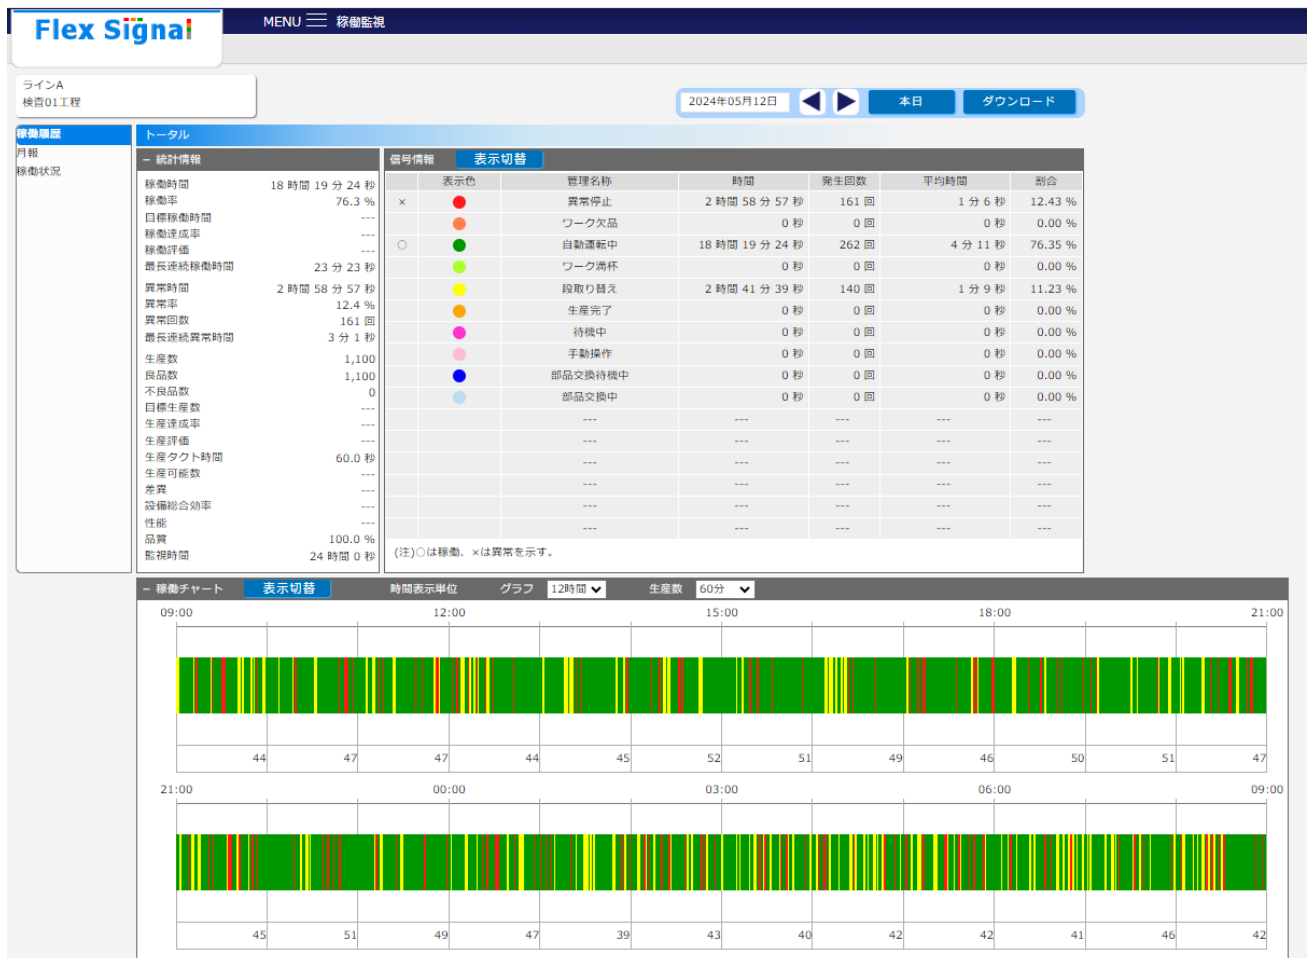 Flex Signal
MENU 稼働監視
ラインA
検査01工程
2024年05月12日 本日 ダウンロード
稼働履歴
月報
稼働状況
トータル
− 統計情報
稼働時間 18 時間 19 分 24 秒
稼働率 76.3 %
目標稼働時間 ---
稼働達成率 ---
稼働評価 ---
最長連続稼働時間 23 分 23 秒
異常時間 2 時間 58 分 57 秒
異常率 12.4 %
異常回数 161 回
最長連続異常時間 3 分 1 秒
生産数 1,100
良品数 1,100
不良品数 0
目標生産数 ---
生産達成率 ---
生産評価 ---
生産タクト時間 60.0 秒
生産可能数 ---
差異 ---
設備総合効率 ---
性能 ---
品質 100.0 %
監視時間 24 時間 0 秒
信号情報 表示切替
表示色 管理名称 時間 発生回数 平均時間 割合
× 異常停止 2 時間 58 分 57 秒 161 回 1 分 6 秒 12.43 %
ワーク欠品 0 秒 0 回 0 秒 0.00 %
○ 自動運転中 18 時間 19 分 24 秒 262 回 4 分 11 秒 76.35 %
ワーク満杯 0 秒 0 回 0 秒 0.00 %
段取り替え 2 時間 41 分 39 秒 140 回 1 分 9 秒 11.23 %
生産完了 0 秒 0 回 0 秒 0.00 %
待機中 0 秒 0 回 0 秒 0.00 %
手動操作 0 秒 0 回 0 秒 0.00 %
部品交換待機中 0 秒 0 回 0 秒 0.00 %
部品交換中 0 秒 0 回 0 秒 0.00 %
--- --- --- --- ---
--- --- --- --- ---
--- --- --- --- ---
--- --- --- --- ---
--- --- --- --- ---
--- --- --- --- ---
(注)○は稼働、×は異常を示す。
− 稼働チャート 表示切替 時間表示単位 グラフ 12時間 生産数 60分
09:00 12:00 15:00 18:00 21:00
44 47 47 44 45 52 51 49 46 50 51 47
21:00 00:00 03:00 06:00 09:00
45 51 49 47 39 43 40 42 42 41 46 42